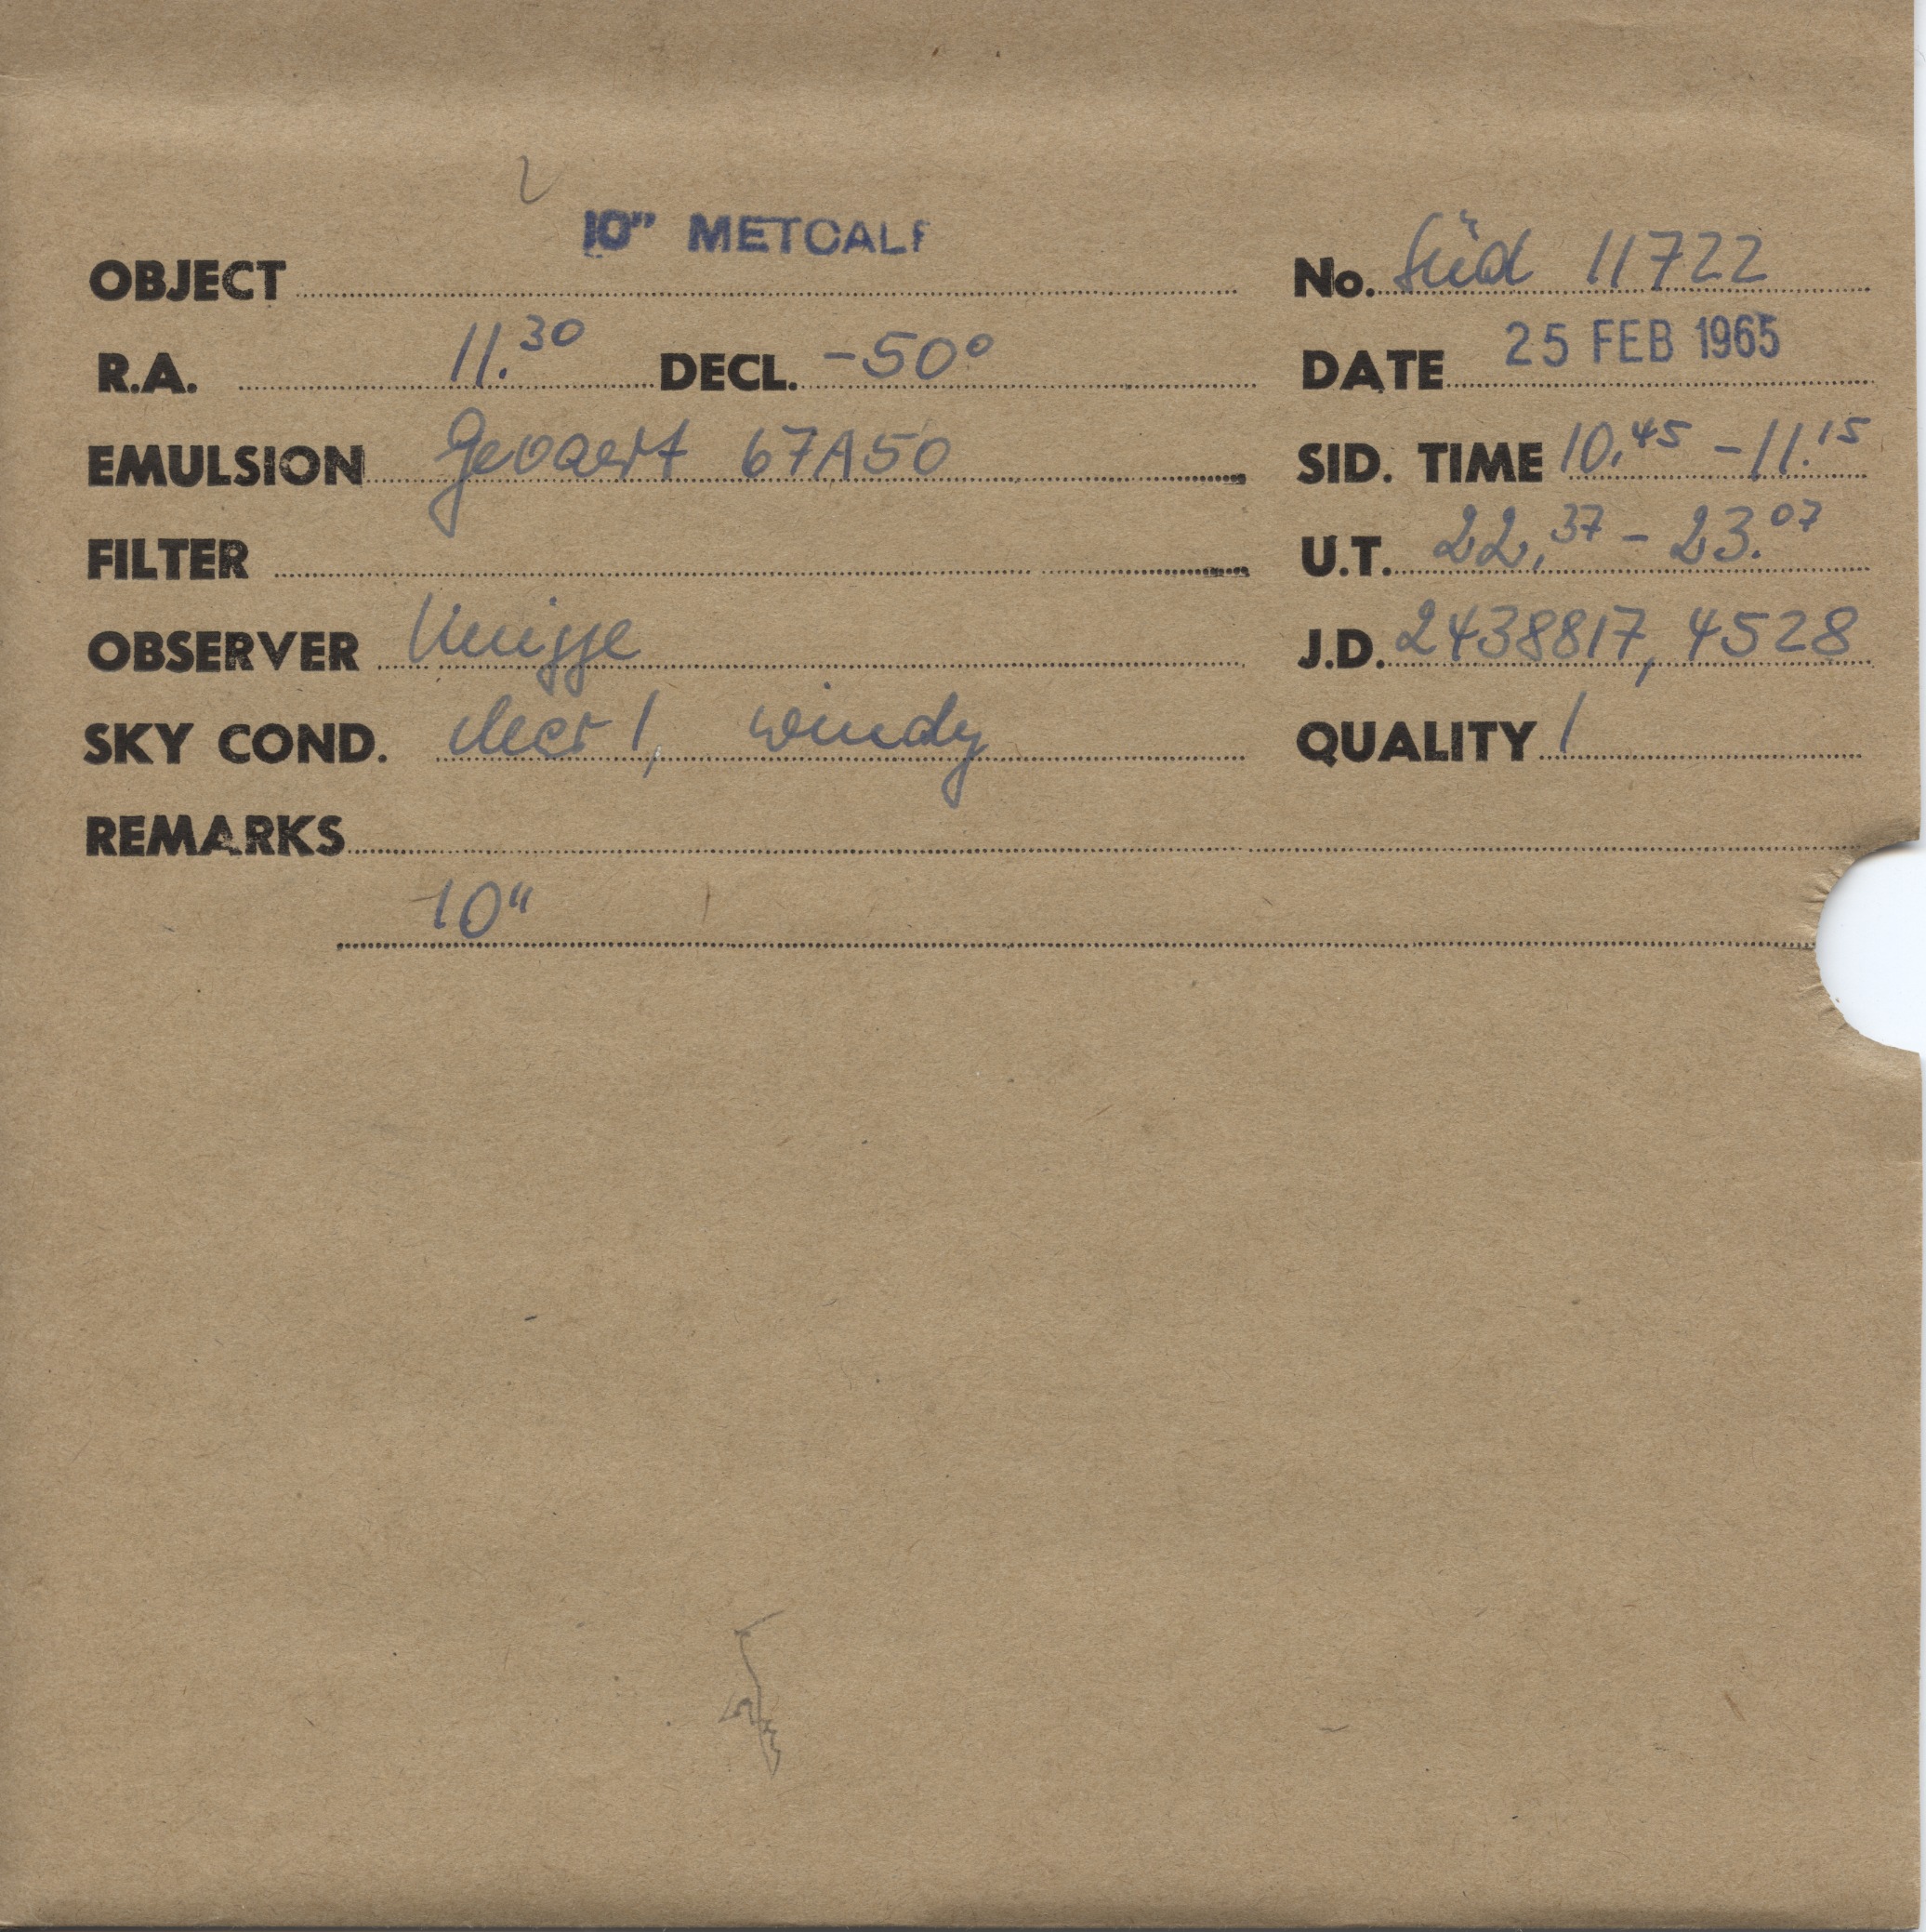 10" METCALF
OBJECT No. Süd 11722
R.A. 11.30 DECL. -50° DATE 25 FEB 1965
EMULSION Gevaert 67A50 SID. TIME 10.45 - 11.15
FILTER U.T. 22.37 - 23.07
OBSERVER J.D. 2438817,4528
SKY COND. clear 1, windy QUALITY 1
REMARKS
10"